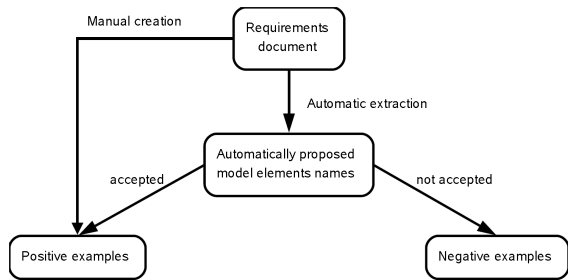 Manual creation
Requirements
document
Automatic extraction
Automatically proposed
model elements names
accepted
not accepted
Positive examples
Negative examples